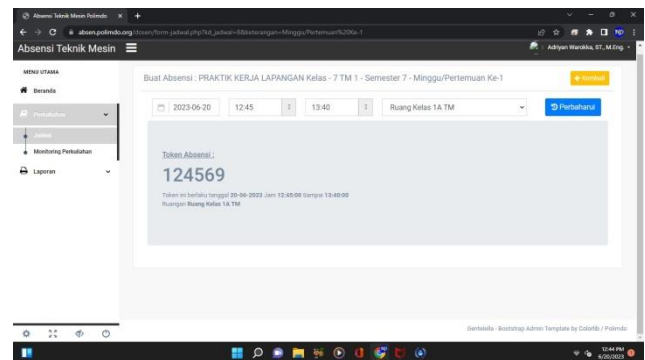 Absensi Teknik Mesin Polimdo
absen.polimdo.org/dosen/form-jadwal.php?kd_jadwal=6&keterangan=Minggu/Pertemuan%20Ke-1
Absensi Teknik Mesin
Adriyan Warokka, ST., M.Eng.
MENU UTAMA
Beranda
Perkuliahan
Jadwal
Monitoring Perkuliahan
Laporan
Buat Absensi : PRAKTIK KERJA LAPANGAN Kelas - 7 TM 1 - Semester 7 - Minggu/Pertemuan Ke-1
Kembali
2023-06-20 12:45 13:40 Ruang Kelas 1A TM Perbaharui
Token Absensi :
124569
Token ini berlaku tanggal 20-06-2023 Jam 12:45:00 Sampai 13:40:00
Ruangan Ruang Kelas 1A TM
Gentelella - Bootstrap Admin Template by Colorlib / Polimdo
12:44 PM
6/20/2023